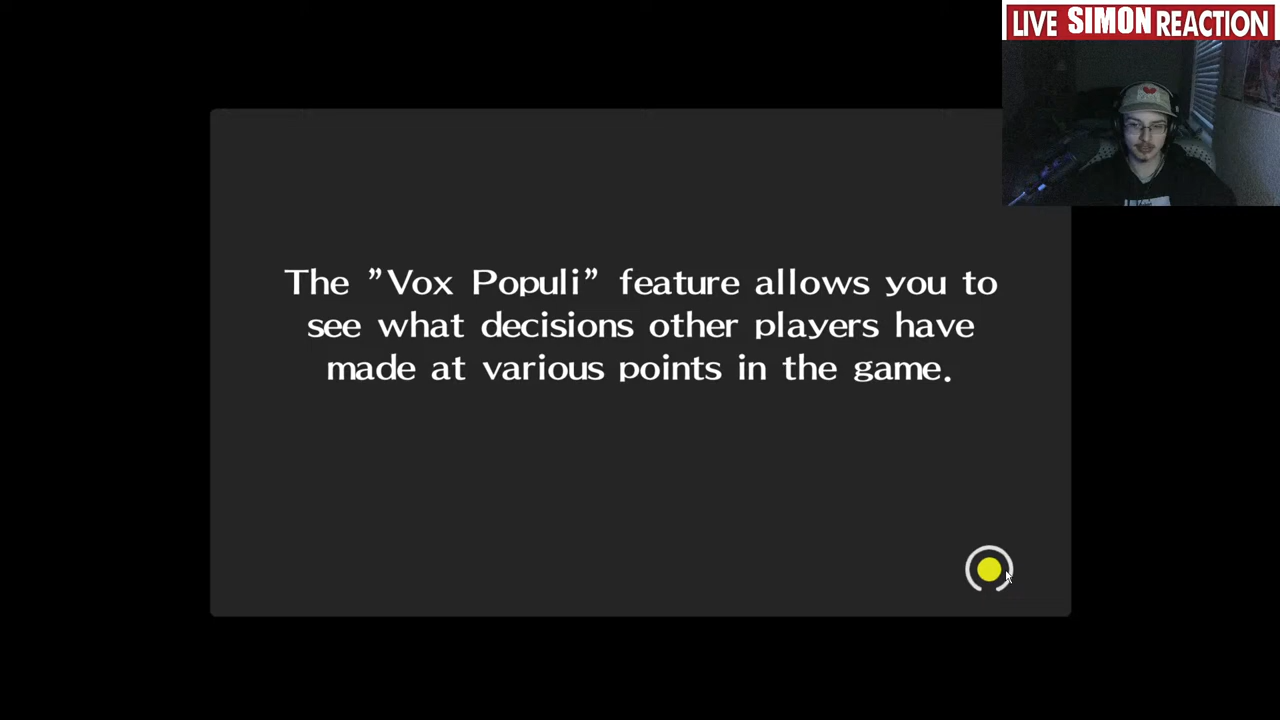 LIVE SIMON REACTION
The "Vox Populi" feature allows you to
see what decisions other players have
made at various points in the game.